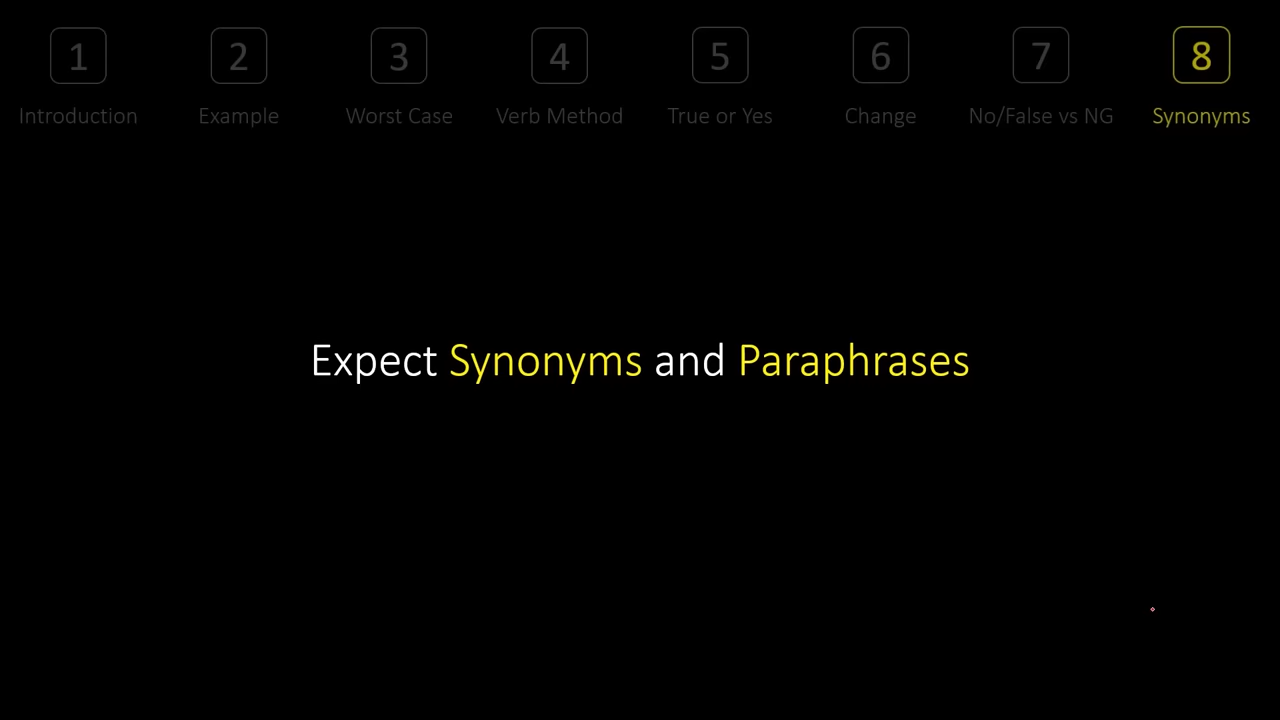 1 2 3 4 5 6 7 8
Introduction Example Worst Case Verb Method True or Yes Change No/False vs NG Synonyms
Expect Synonyms and Paraphrases